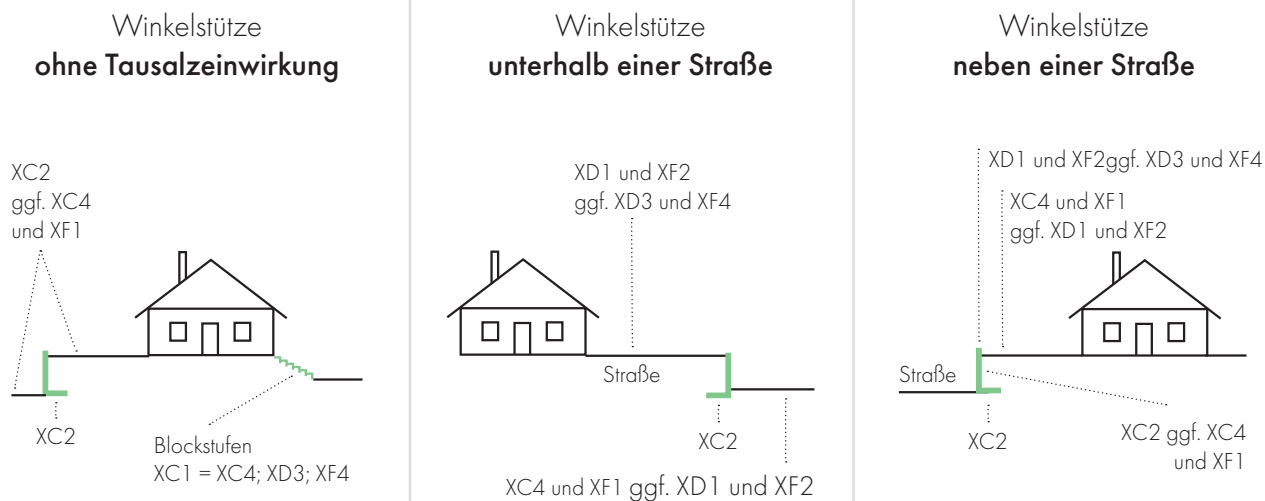 Winkelstütze
ohne Tausalzeinwirkung
XC2
ggf. XC4
und XF1
XC2
Blockstufen
XC1 = XC4; XD3; XF4
Winkelstütze
unterhalb einer Straße
XD1 und XF2
ggf. XD3 und XF4
Straße
XC2
XC4 und XF1 ggf. XD1 und XF2
Winkelstütze
neben einer Straße
XD1 und XF2ggf. XD3 und XF4
XC4 und XF1
ggf. XD1 und XF2
Straße
XC2
XC2 ggf. XC4
und XF1